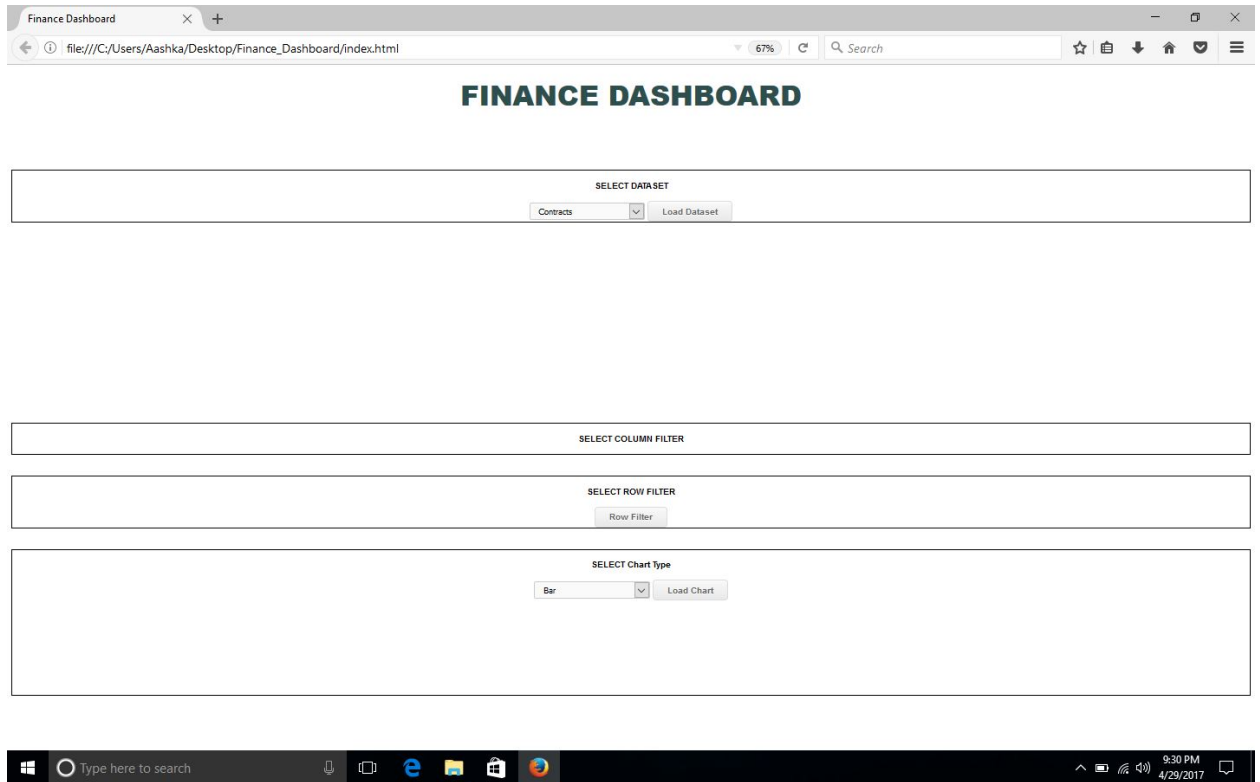 Finance Dashboard
file:///C:/Users/Aashka/Desktop/Finance_Dashboard/index.html 67% Search
FINANCE DASHBOARD
SELECT DATASET
Contracts Load Dataset
SELECT COLUMN FILTER
SELECT ROW FILTER
Row Filter
SELECT Chart Type
Bar Load Chart
Type here to search
9:30 PM
4/29/2017